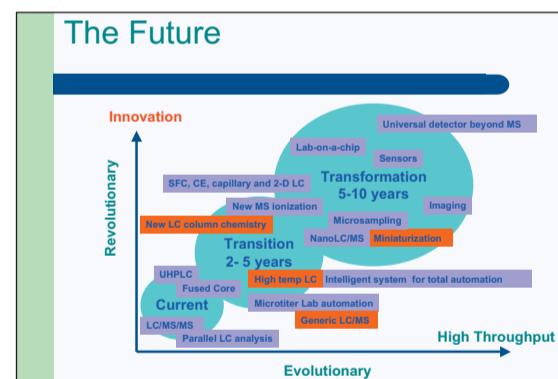 The Future
Innovation
Universal detector beyond MS
Lab-on-a-chip
Sensors
Transformation
5-10 years
SFC, CE, capillary and 2-D LC
New MS ionization
Imaging
Microsampling
New LC column chemistry
NanoLC/MS
Miniaturization
Transition
2- 5 years
Revolutionary
UHPLC
High temp LC
Intelligent system for total automation
Fused Core
Current
Microtiter Lab automation
LC/MS/MS
Generic LC/MS
Parallel LC analysis
High Throughput
Evolutionary